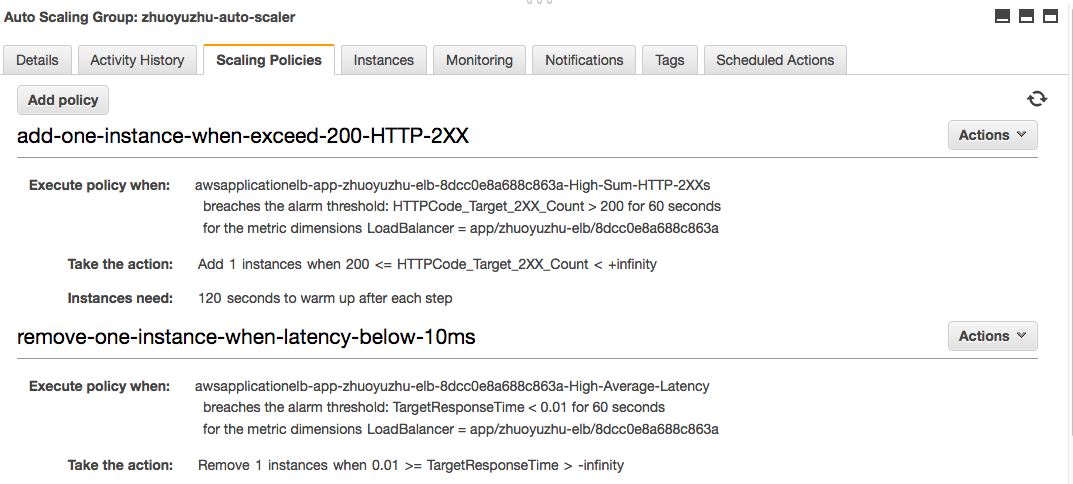 Auto Scaling Group: zhuoyuzhu-auto-scaler
Details Activity History Scaling Policies Instances Monitoring Notifications Tags Scheduled Actions
Add policy
add-one-instance-when-exceed-200-HTTP-2XX Actions
Execute policy when: awsapplicationelb-app-zhuoyuzhu-elb-8dcc0e8a688c863a-High-Sum-HTTP-2XXs
breaches the alarm threshold: HTTPCode_Target_2XX_Count > 200 for 60 seconds
for the metric dimensions LoadBalancer = app/zhuoyuzhu-elb/8dcc0e8a688c863a
Take the action: Add 1 instances when 200 <= HTTPCode_Target_2XX_Count < +infinity
Instances need: 120 seconds to warm up after each step
remove-one-instance-when-latency-below-10ms Actions
Execute policy when: awsapplicationelb-app-zhuoyuzhu-elb-8dcc0e8a688c863a-High-Average-Latency
breaches the alarm threshold: TargetResponseTime < 0.01 for 60 seconds
for the metric dimensions LoadBalancer = app/zhuoyuzhu-elb/8dcc0e8a688c863a
Take the action: Remove 1 instances when 0.01 >= TargetResponseTime > -infinity